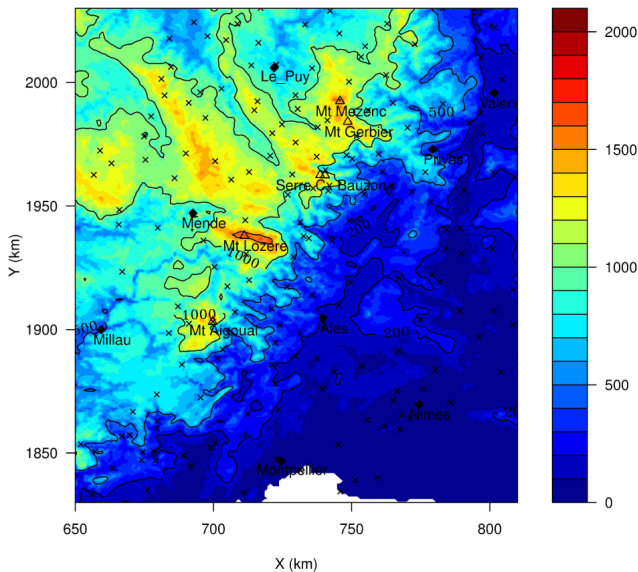 2000
1950
1900
1850
Y (km)
650
700
750
800
X (km)
2000
1500
1000
500
0
Le_Puy
Mt Mezenc
Mt Gerbier
500
Privas
Serre Cx Bauzon
Mende
200
Mt Lozere
1000
1000
Mt Aigoual
Millau
Ales
200
Nimes
Montpellier